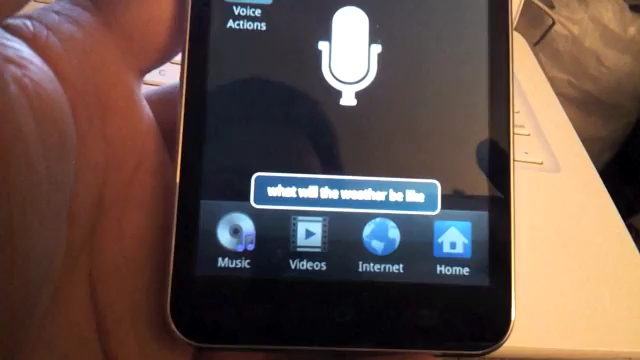 Voice
Actions
what will the weather be like
Music
Videos
Internet
Home